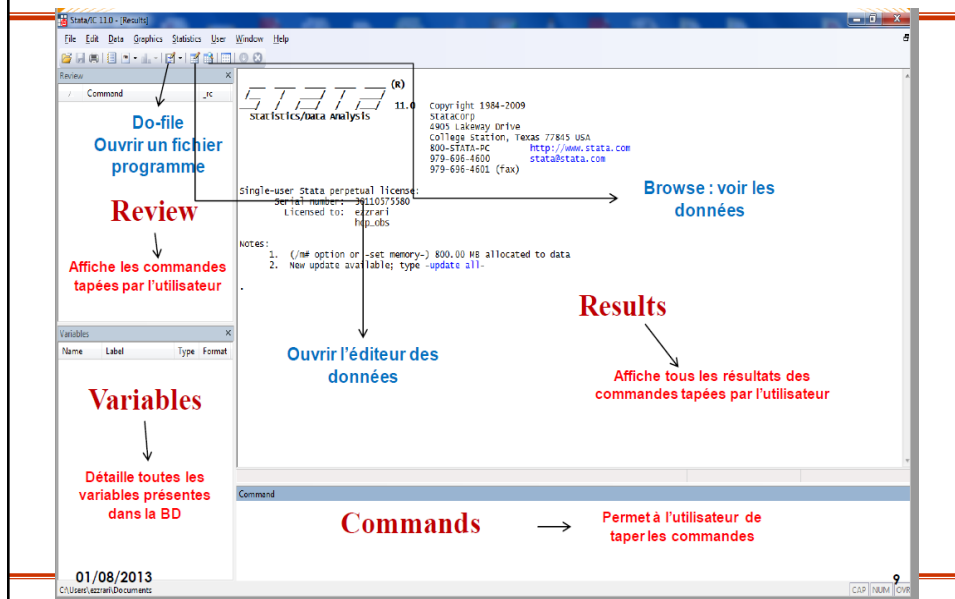 Stata/IC 11.0 - [Results]
File Edit Data Graphics Statistics User Window Help
Review
Command _rc
Do-file
Ouvrir un fichier
programme
Review
Affiche les commandes
tapées par l'utilisateur
Variables
Name Label Type Format
Variables
Détaille toutes les
variables présentes
dans la BD
(R)
STATA 11.0 Copyright 1984-2009
Statistics/Data Analysis StataCorp
4905 Lakeway Drive
College Station, Texas 77845 USA
800-STATA-PC http://www.stata.com
979-696-4600 stata@stata.com
979-696-4601 (fax)
Single-user Stata perpetual license:
Serial number: 30110575580
Licensed to: ezzrari
hcp_obs
Notes:
1. (/m# option or -set memory-) 800.00 MB allocated to data
2. New update available; type -update all-
.
Browse : voir les
données
Ouvrir l'éditeur des
données
Results
Affiche tous les résultats des
commandes tapées par l'utilisateur
Command
Commands
Permet à l'utilisateur de
taper les commandes
01/08/2013
9
C:\Users\ezzrari\Documents
CAP NUM OVR